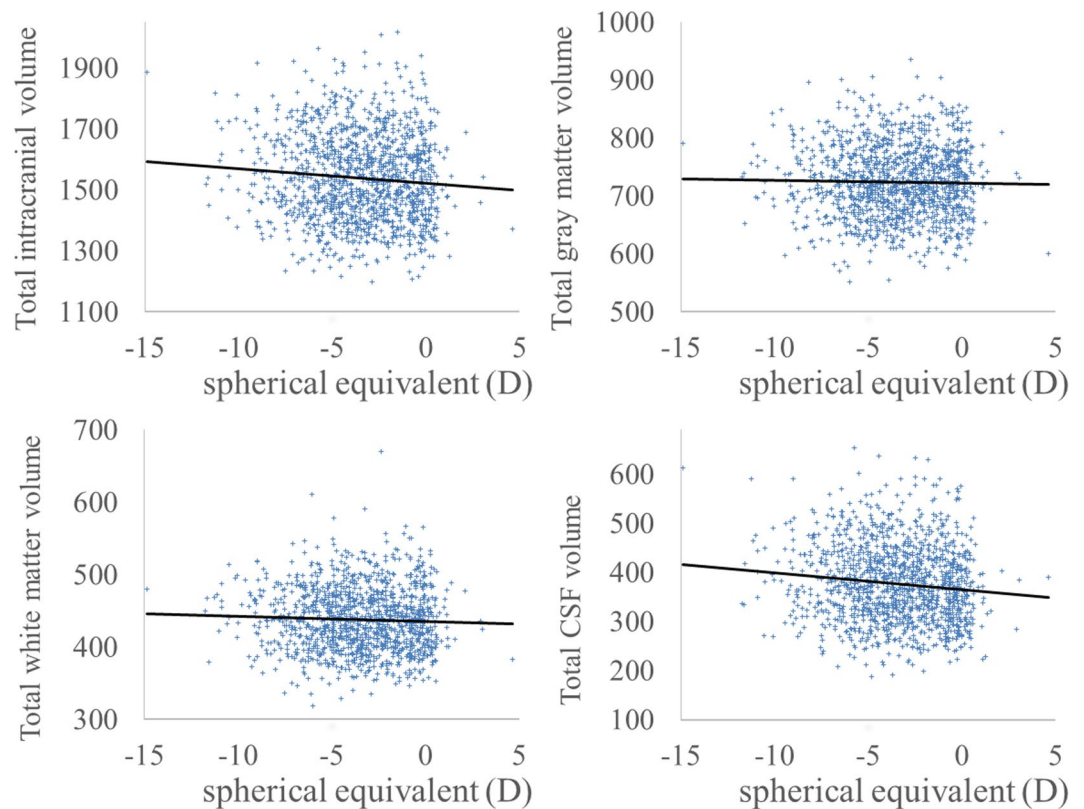 Total intracranial volume
1900
1700
1500
1300
1100
-15 -10 -5 0 5
spherical equivalent (D)
Total gray matter volume
1000
900
800
700
600
500
-15 -10 -5 0 5
spherical equivalent (D)
Total white matter volume
700
600
500
400
300
-15 -10 -5 0 5
spherical equivalent (D)
Total CSF volume
600
500
400
300
200
100
-15 -10 -5 0 5
spherical equivalent (D)